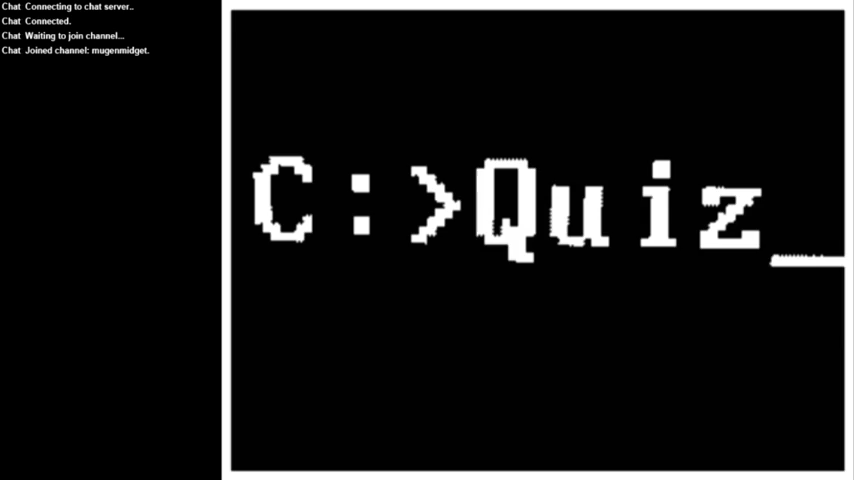 Chat Connecting to chat server..
Chat Connected.
Chat Waiting to join channel...
Chat Joined channel: mugenmidget.
C:>Quiz_